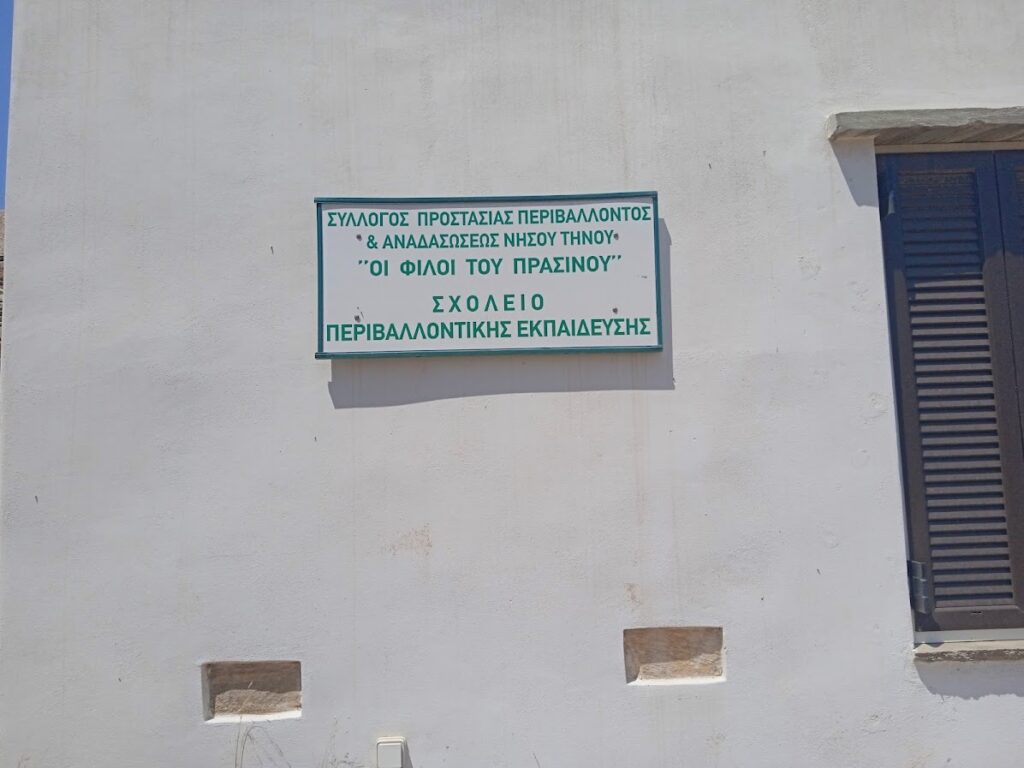 ΣΥΛΛΟΓΟΣ ΠΡΟΣΤΑΣΙΑΣ ΠΕΡΙΒΑΛΛΟΝΤΟΣ
& ΑΝΑΔΑΣΩΣΕΩΣ ΝΗΣΟΥ ΤΗΝΟΥ
"ΟΙ ΦΙΛΟΙ ΤΟΥ ΠΡΑΣΙΝΟΥ"
ΣΧΟΛΕΙΟ
ΠΕΡΙΒΑΛΛΟΝΤΙΚΗΣ ΕΚΠΑΙΔΕΥΣΗΣ